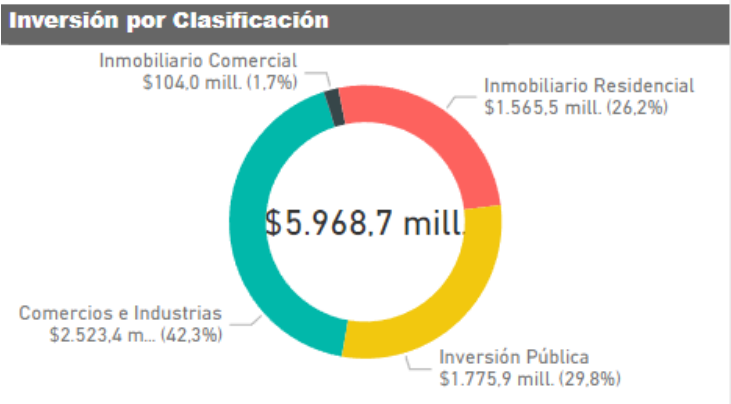 Inversión por Clasificación
Inmobiliario Comercial
$104,0 mill. (1,7%)
Inmobiliario Residencial
$1.565,5 mill. (26,2%)
$5.968,7 mill.
Comercios e Industrias
$2.523,4 m... (42,3%)
Inversión Pública
$1.775,9 mill. (29,8%)